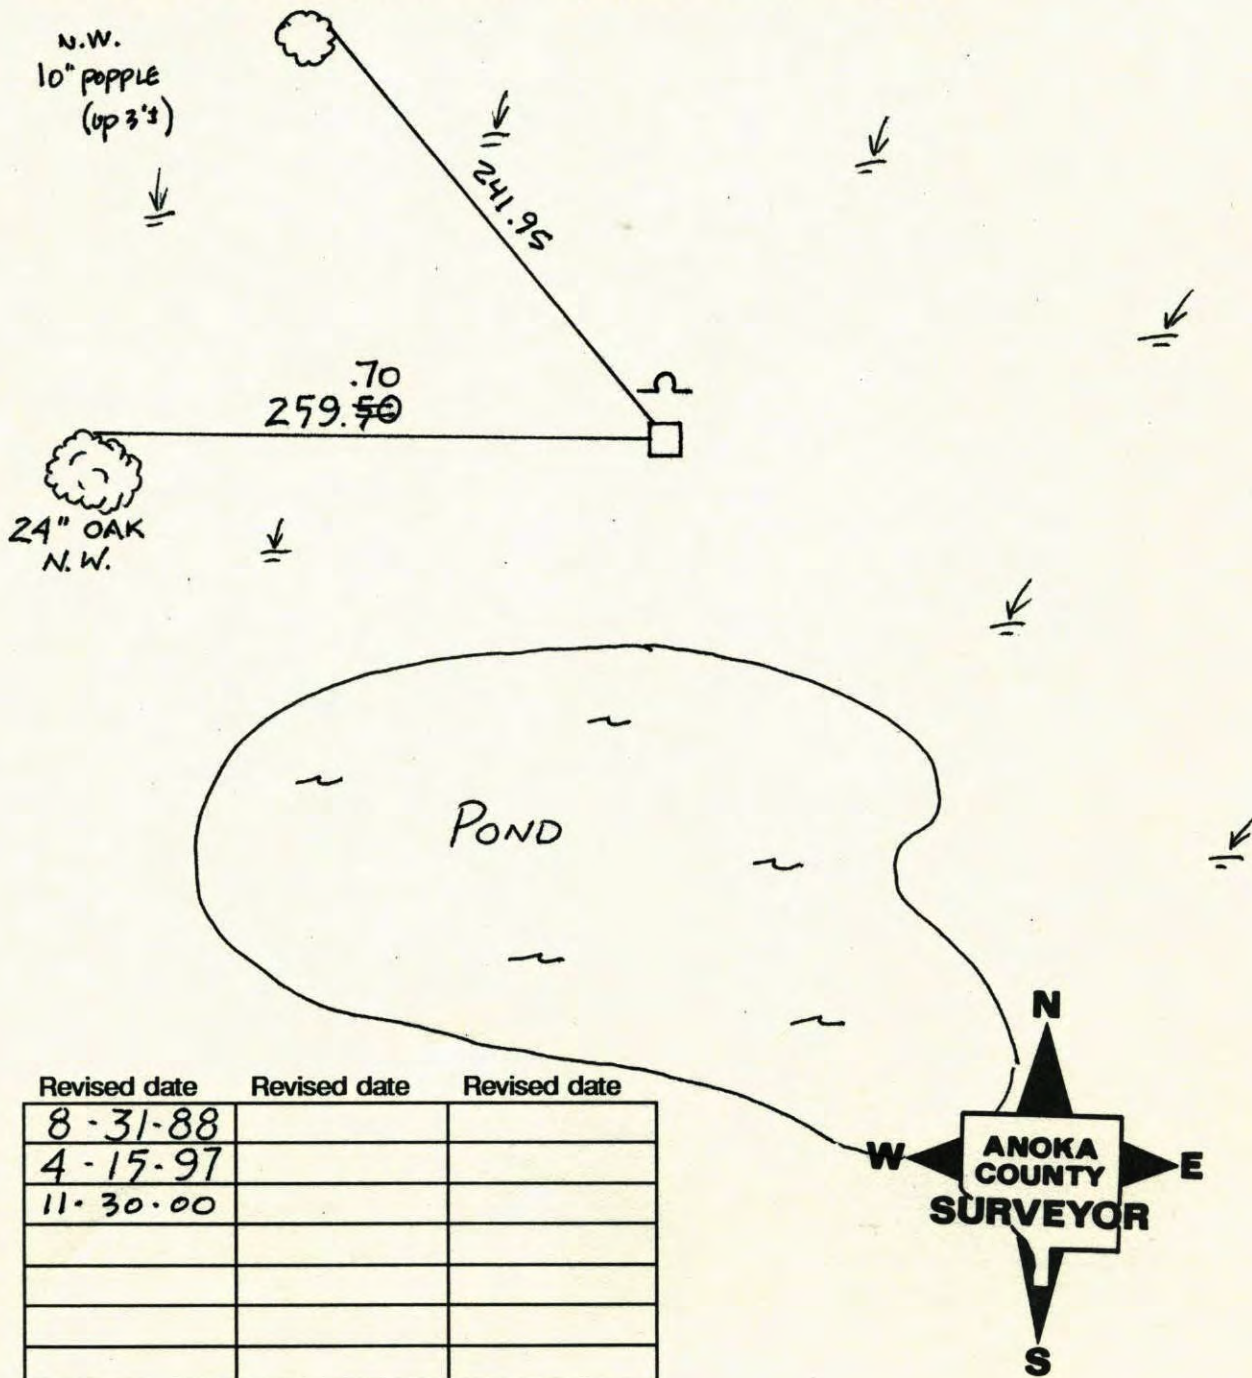 N.W.
10" POPPLE
(up 3'±)
241.95
.70
259.50
24" OAK
N.W.
POND
Revised date Revised date Revised date
8-31-88
4-15-97
11-30-00
N
W
ANOKA
COUNTY
SURVEYOR
E
S